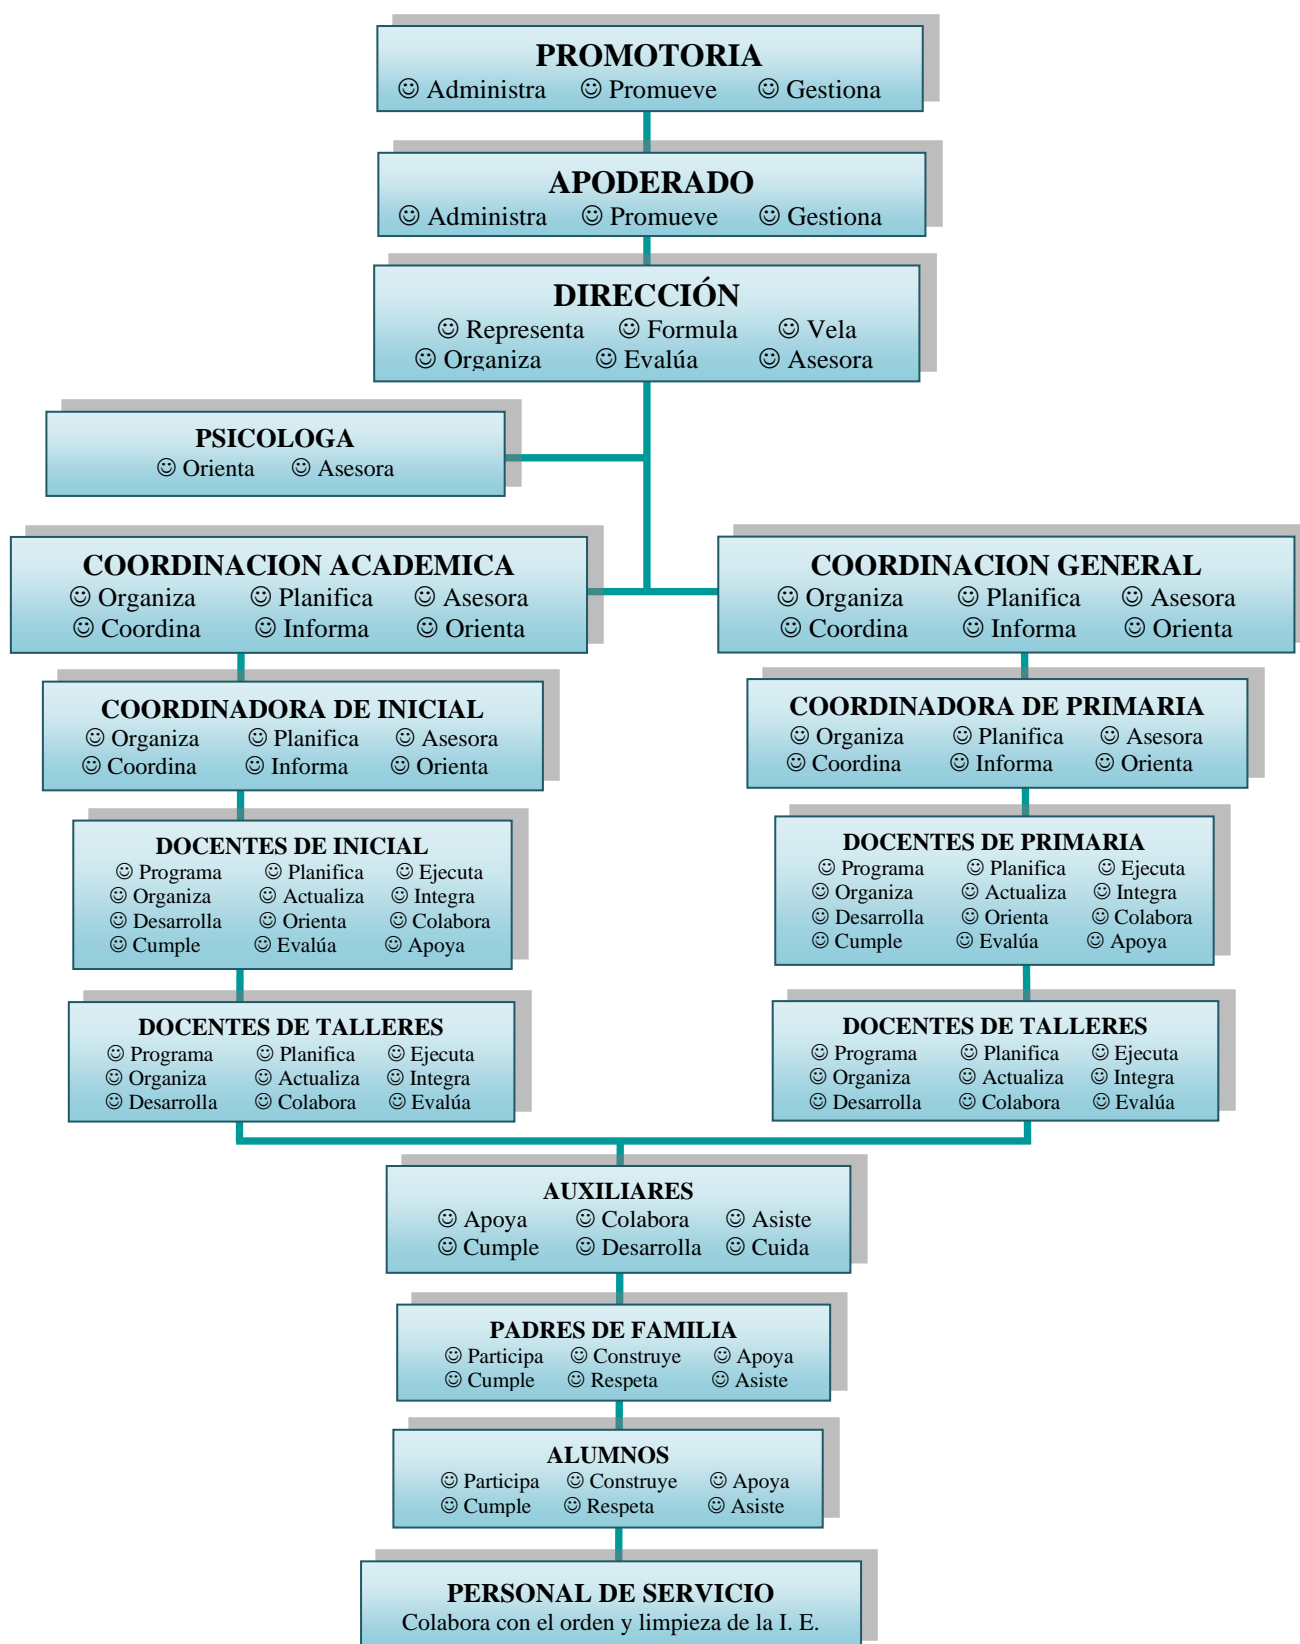 PROMOTORIA
☺ Administra ☺ Promueve ☺ Gestiona
APODERADO
☺ Administra ☺ Promueve ☺ Gestiona
DIRECCIÓN
☺ Representa ☺ Formula ☺ Vela
☺ Organiza ☺ Evalúa ☺ Asesora
PSICOLOGA
☺ Orienta ☺ Asesora
COORDINACION ACADEMICA
☺ Organiza ☺ Planifica ☺ Asesora
☺ Coordina ☺ Informa ☺ Orienta
COORDINACION GENERAL
☺ Organiza ☺ Planifica ☺ Asesora
☺ Coordina ☺ Informa ☺ Orienta
COORDINADORA DE INICIAL
☺ Organiza ☺ Planifica ☺ Asesora
☺ Coordina ☺ Informa ☺ Orienta
COORDINADORA DE PRIMARIA
☺ Organiza ☺ Planifica ☺ Asesora
☺ Coordina ☺ Informa ☺ Orienta
DOCENTES DE INICIAL
☺ Programa ☺ Planifica ☺ Ejecuta
☺ Organiza ☺ Actualiza ☺ Integra
☺ Desarrolla ☺ Orienta ☺ Colabora
☺ Cumple ☺ Evalúa ☺ Apoya
DOCENTES DE PRIMARIA
☺ Programa ☺ Planifica ☺ Ejecuta
☺ Organiza ☺ Actualiza ☺ Integra
☺ Desarrolla ☺ Orienta ☺ Colabora
☺ Cumple ☺ Evalúa ☺ Apoya
DOCENTES DE TALLERES
☺ Programa ☺ Planifica ☺ Ejecuta
☺ Organiza ☺ Actualiza ☺ Integra
☺ Desarrolla ☺ Colabora ☺ Evalúa
DOCENTES DE TALLERES
☺ Programa ☺ Planifica ☺ Ejecuta
☺ Organiza ☺ Actualiza ☺ Integra
☺ Desarrolla ☺ Colabora ☺ Evalúa
AUXILIARES
☺ Apoya ☺ Colabora ☺ Asiste
☺ Cumple ☺ Desarrolla ☺ Cuida
PADRES DE FAMILIA
☺ Participa ☺ Construye ☺ Apoya
☺ Cumple ☺ Respeta ☺ Asiste
ALUMNOS
☺ Participa ☺ Construye ☺ Apoya
☺ Cumple ☺ Respeta ☺ Asiste
PERSONAL DE SERVICIO
Colabora con el orden y limpieza de la I. E.